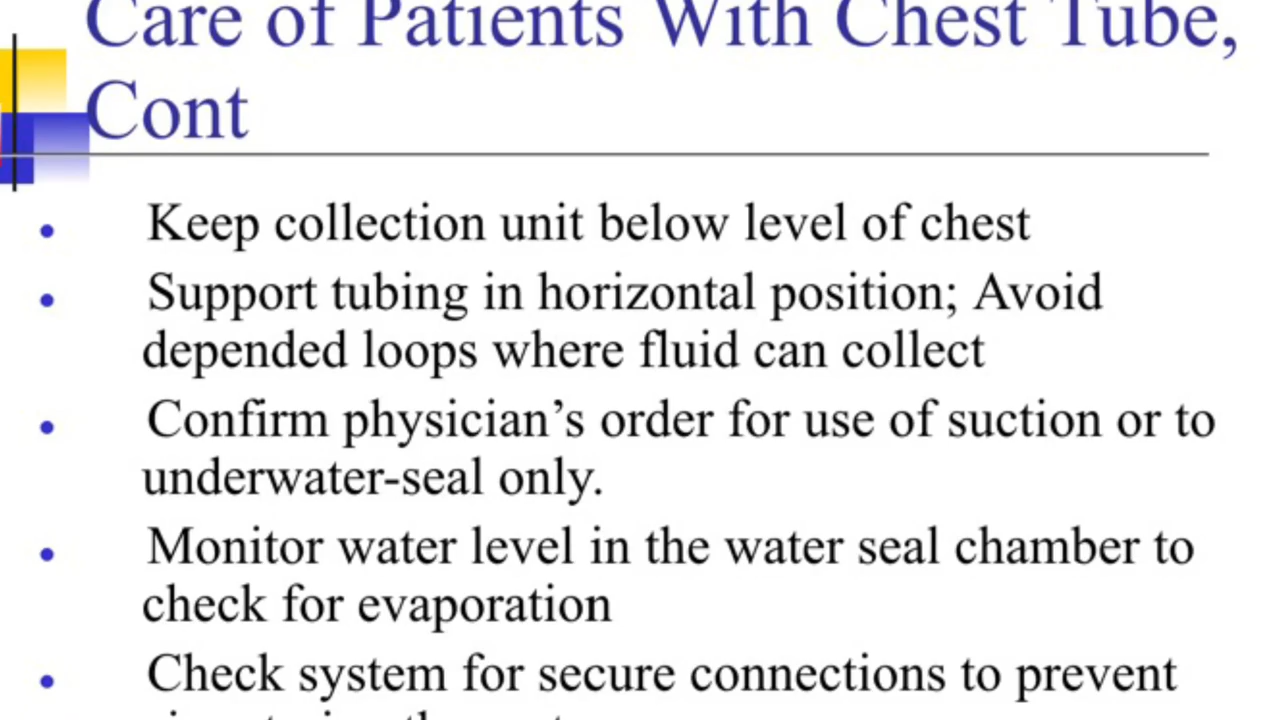 Care of Patients With Chest Tube,
Cont
• Keep collection unit below level of chest
• Support tubing in horizontal position; Avoid
depended loops where fluid can collect
• Confirm physician’s order for use of suction or to
underwater-seal only.
• Monitor water level in the water seal chamber to
check for evaporation
• Check system for secure connections to prevent